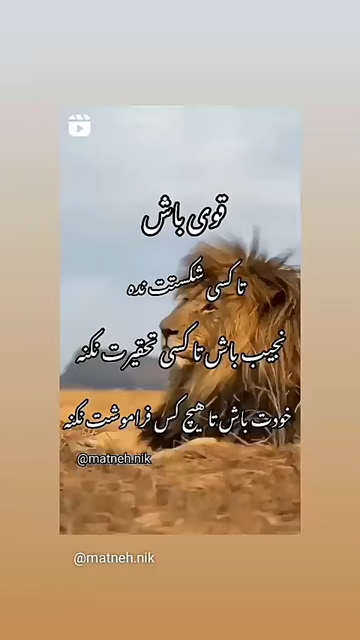 قوی باش
تا کسی شکستت نده
نجیب باش تا کسی تحقیرت نکنه
خودت باش تا هیچ کس فراموشت نکنه
@matneh.nik
@matneh.nik